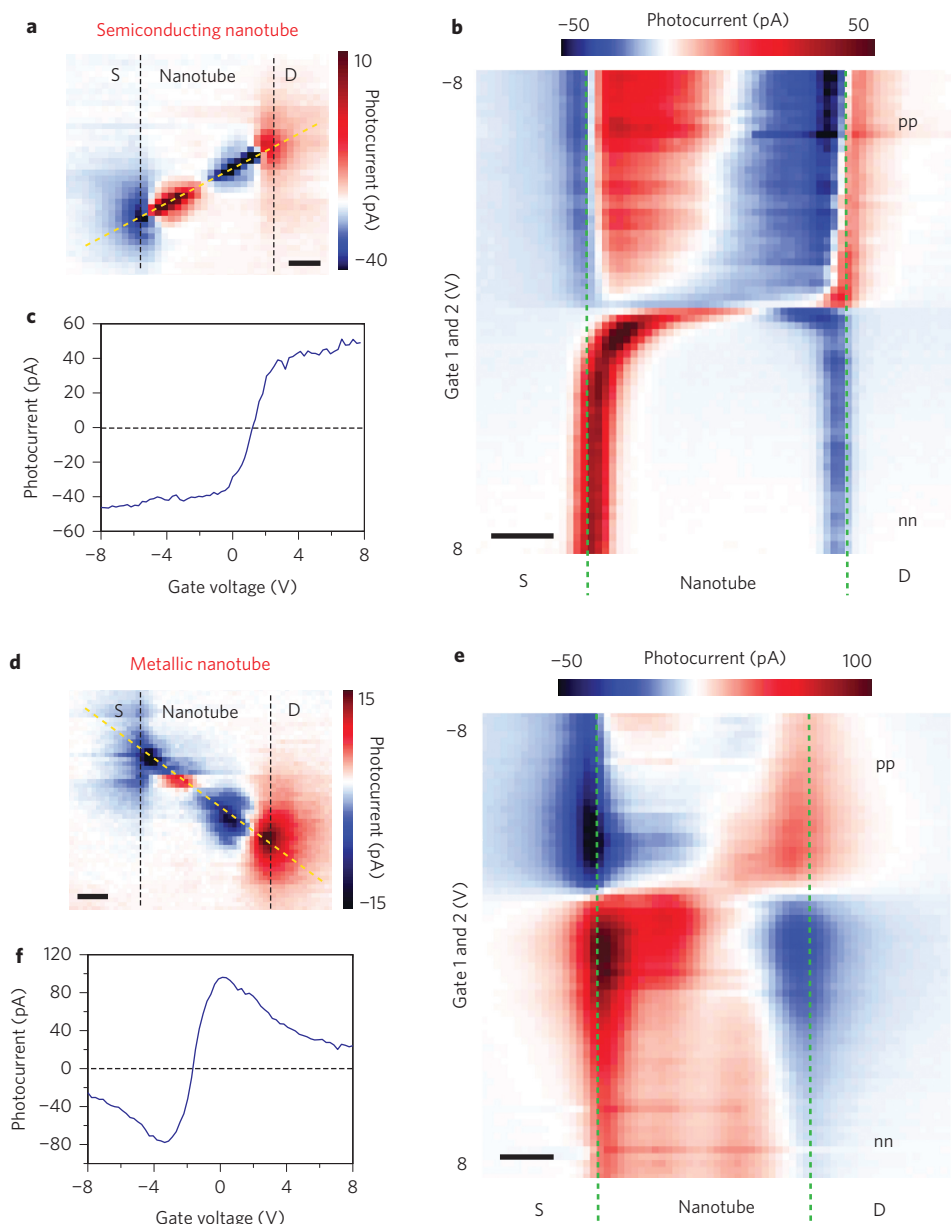 a
Semiconducting nanotube
S Nanotube D
10
Photocurrent (pA)
−40
b
Photocurrent (pA)
−50 50
−8
pp
Gate 1 and 2 (V)
nn
8
S Nanotube D
c
60
40
20
0
−20
−40
−60
Photocurrent (pA)
−8 −4 0 4 8
Gate voltage (V)
d
Metallic nanotube
S Nanotube D
15
Photocurrent (pA)
−15
e
Photocurrent (pA)
−50 100
−8
pp
Gate 1 and 2 (V)
nn
8
S Nanotube D
f
120
80
40
0
−40
−80
Photocurrent (pA)
−8 −4 0 4 8
Gate voltage (V)